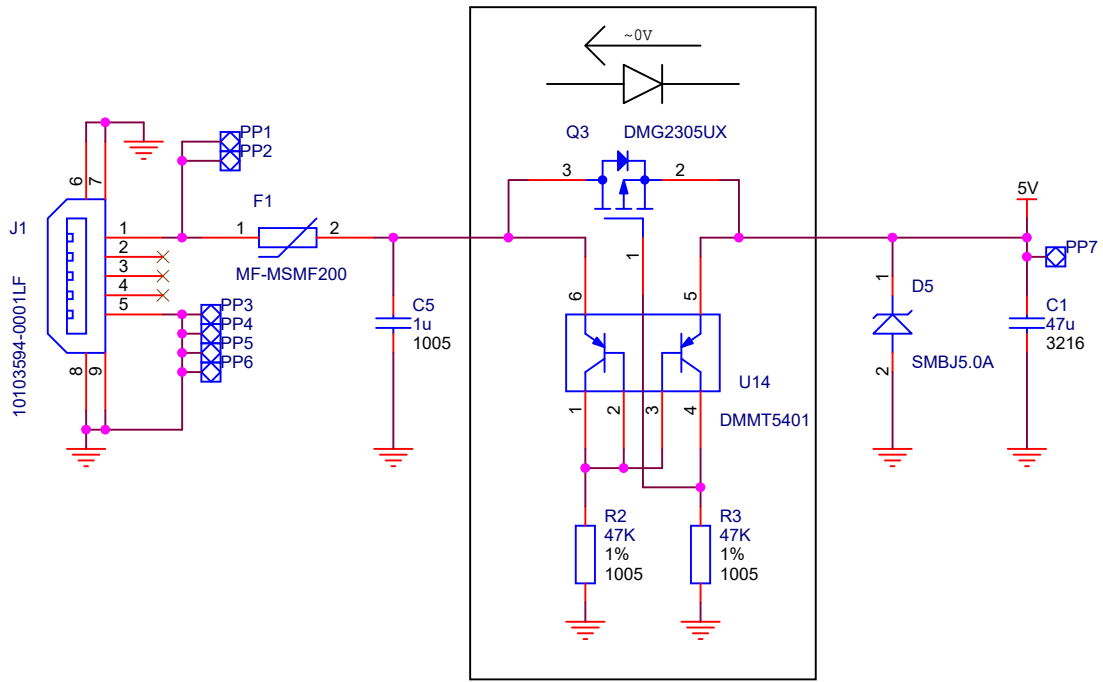 ~0V
Q3 DMG2305UX
3 2
1
PP1
PP2
6 7
J1
1
2
3
4
5
F1
1 2
MF-MSMF200
PP3
PP4
PP5
PP6
8 9
10103594-0001LF
C5
1u
1005
6 5
U14
DMMT5401
1 2 3 4
R2
47K
1%
1005
R3
47K
1%
1005
5V
PP7
D5
1
2
SMBJ5.0A
C1
47u
3216